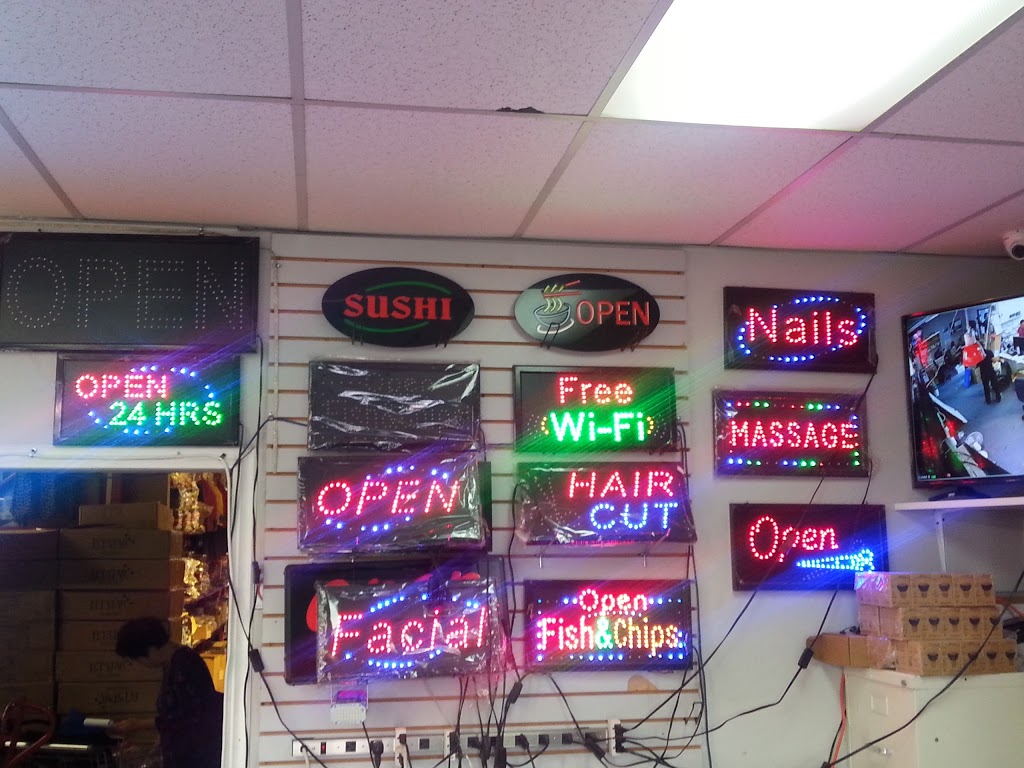 OPEN
OPEN
24 HRS
SUSHI
OPEN
Free
Wi-Fi
OPEN
HAIR
CUT
Facial
Open
Fish&Chips
Nails
MASSAGE
Open